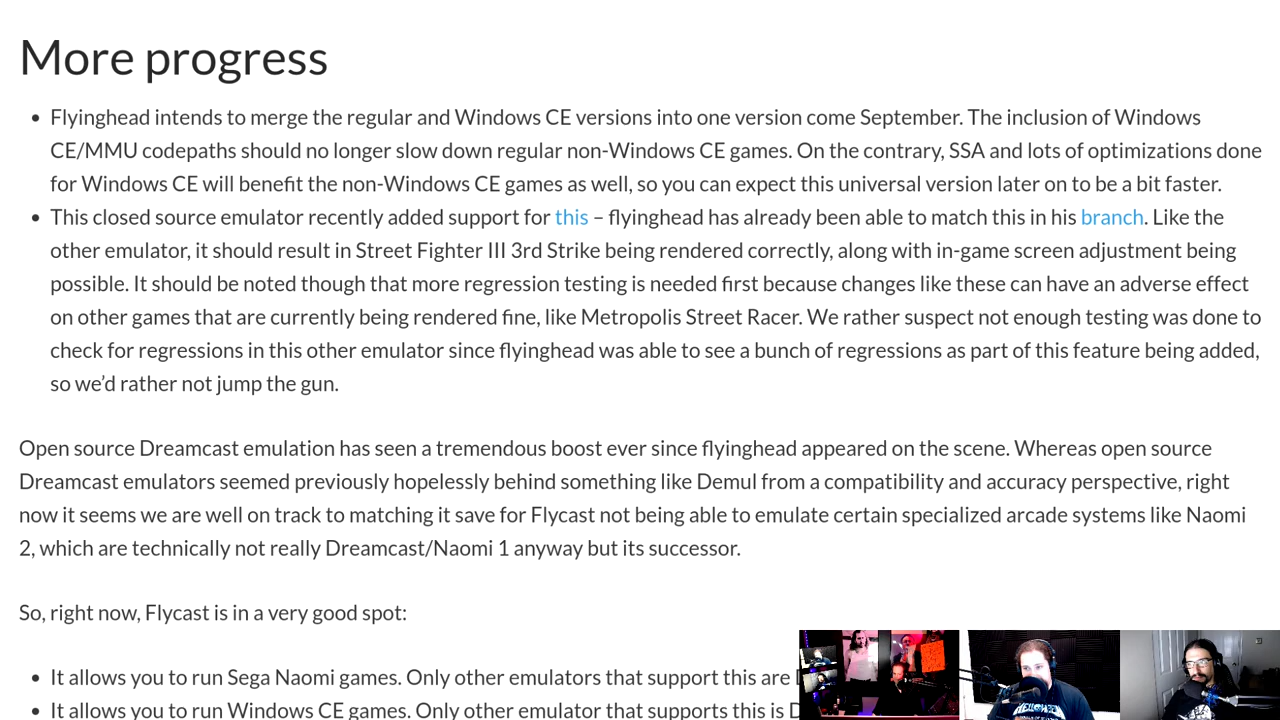 More progress
• Flyinghead intends to merge the regular and Windows CE versions into one version come September. The inclusion of Windows
CE/MMU codepaths should no longer slow down regular non-Windows CE games. On the contrary, SSA and lots of optimizations done
for Windows CE will benefit the non-Windows CE games as well, so you can expect this universal version later on to be a bit faster.
• This closed source emulator recently added support for this – flyinghead has already been able to match this in his branch. Like the
other emulator, it should result in Street Fighter III 3rd Strike being rendered correctly, along with in-game screen adjustment being
possible. It should be noted though that more regression testing is needed first because changes like these can have an adverse effect
on other games that are currently being rendered fine, like Metropolis Street Racer. We rather suspect not enough testing was done to
check for regressions in this other emulator since flyinghead was able to see a bunch of regressions as part of this feature being added,
so we’d rather not jump the gun.
Open source Dreamcast emulation has seen a tremendous boost ever since flyinghead appeared on the scene. Whereas open source
Dreamcast emulators seemed previously hopelessly behind something like Demul from a compatibility and accuracy perspective, right
now it seems we are well on track to matching it save for Flycast not being able to emulate certain specialized arcade systems like Naomi
2, which are technically not really Dreamcast/Naomi 1 anyway but its successor.
So, right now, Flycast is in a very good spot:
• It allows you to run Sega Naomi games. Only other emulators that support this are
• It allows you to run Windows CE games. Only other emulator that supports this is